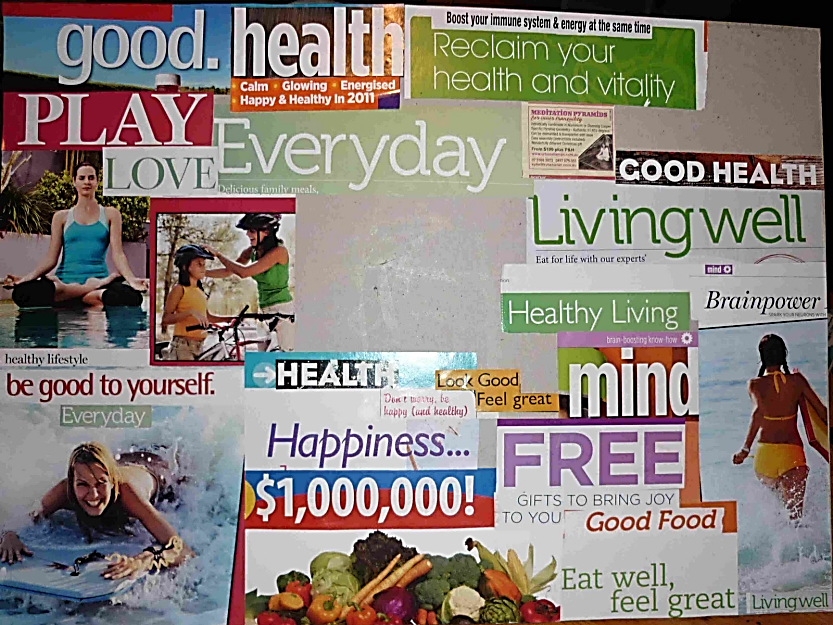 good.
health
Calm Glowing Energised
Happy & Healthy In 2011
Boost your immune system & energy at the same time
Reclaim your
health and vitality
PLAY
LOVE
Everyday
Delicious family meals,
MEDITATION PYRAMIDS
GOOD HEALTH
Living well
Eat for life with our experts'
mind
Brainpower
Healthy Living
brain-boosting know-how
mind
healthy lifestyle
be good to yourself.
Everyday
HEALTH
Look Good
Feel great
Don't worry, be
happy (and healthy)
Happiness...
$1,000,000!
FREE
GIFTS TO BRING JOY
TO YOU
Good Food
Eat well,
feel great
Living well